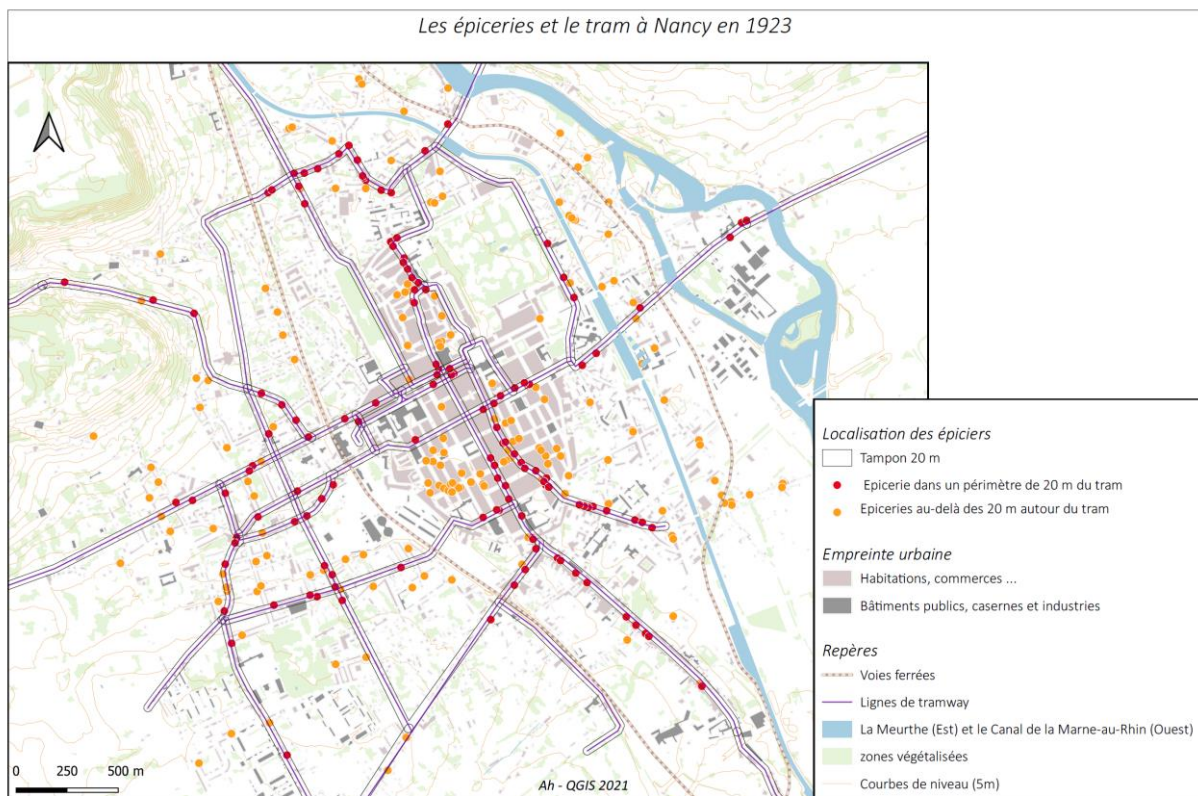 Les épiceries et le tram à Nancy en 1923
Localisation des épiciers
Tampon 20 m
Epicerie dans un périmètre de 20 m du tram
Epiceries au-delà des 20 m autour du tram
Empreinte urbaine
Habitations, commerces ...
Bâtiments publics, casernes et industries
Repères
Voies ferrées
Lignes de tramway
La Meurthe (Est) et le Canal de la Marne-au-Rhin (Ouest)
zones végétalisées
Courbes de niveau (5m)
0 250 500 m
Ah - QGIS 2021